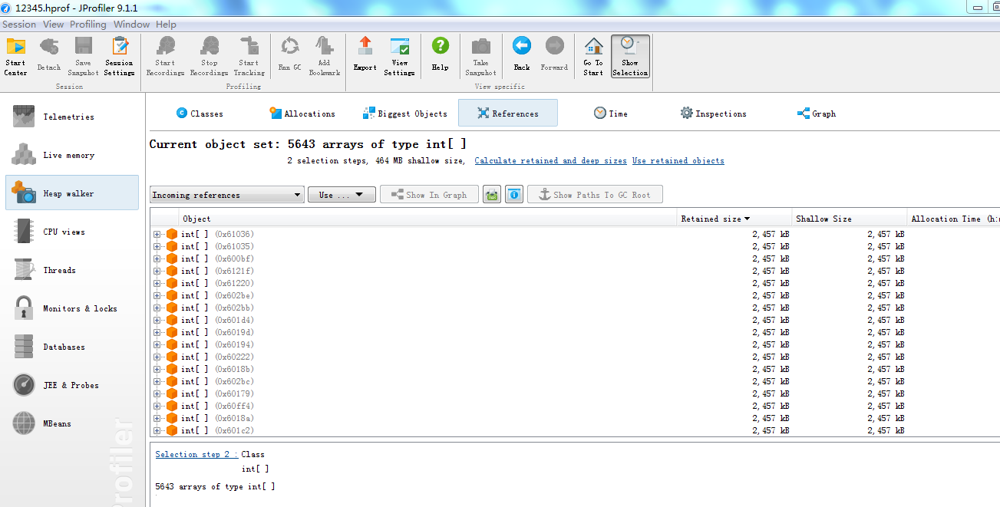 12345.hprof - JProfiler 9.1.1
Session View Profiling Window Help
Start Center
Detach
Save Snapshot
Session Settings
Start Recordings
Stop Recordings
Start Tracking
Run GC
Add Bookmark
Export
View Settings
Help
Take Snapshot
Back
Forward
Go To Start
Show Selection
Session
Profiling
View specific
Telemetries
Live memory
Heap walker
CPU views
Threads
Monitors & locks
Databases
JEE & Probes
MBeans
Classes
Allocations
Biggest Objects
References
Time
Inspections
Graph
Current object set: 5643 arrays of type int[ ]
2 selection steps, 464 MB shallow size, Calculate retained and deep sizes Use retained objects
Incoming references
Use ...
Show In Graph
Show Paths To GC Root
Object Retained size Shallow Size Allocation Time
int[ ] (0x61036) 2,457 kB 2,457 kB
int[ ] (0x61035) 2,457 kB 2,457 kB
int[ ] (0x600bf) 2,457 kB 2,457 kB
int[ ] (0x6121f) 2,457 kB 2,457 kB
int[ ] (0x61220) 2,457 kB 2,457 kB
int[ ] (0x602be) 2,457 kB 2,457 kB
int[ ] (0x602bb) 2,457 kB 2,457 kB
int[ ] (0x601d4) 2,457 kB 2,457 kB
int[ ] (0x6019d) 2,457 kB 2,457 kB
int[ ] (0x60194) 2,457 kB 2,457 kB
int[ ] (0x60222) 2,457 kB 2,457 kB
int[ ] (0x6018b) 2,457 kB 2,457 kB
int[ ] (0x602bc) 2,457 kB 2,457 kB
int[ ] (0x60179) 2,457 kB 2,457 kB
int[ ] (0x60ff4) 2,457 kB 2,457 kB
int[ ] (0x6018a) 2,457 kB 2,457 kB
int[ ] (0x601c2) 2,457 kB 2,457 kB
Selection step 2 : Class
int[ ]
5643 arrays of type int[ ]